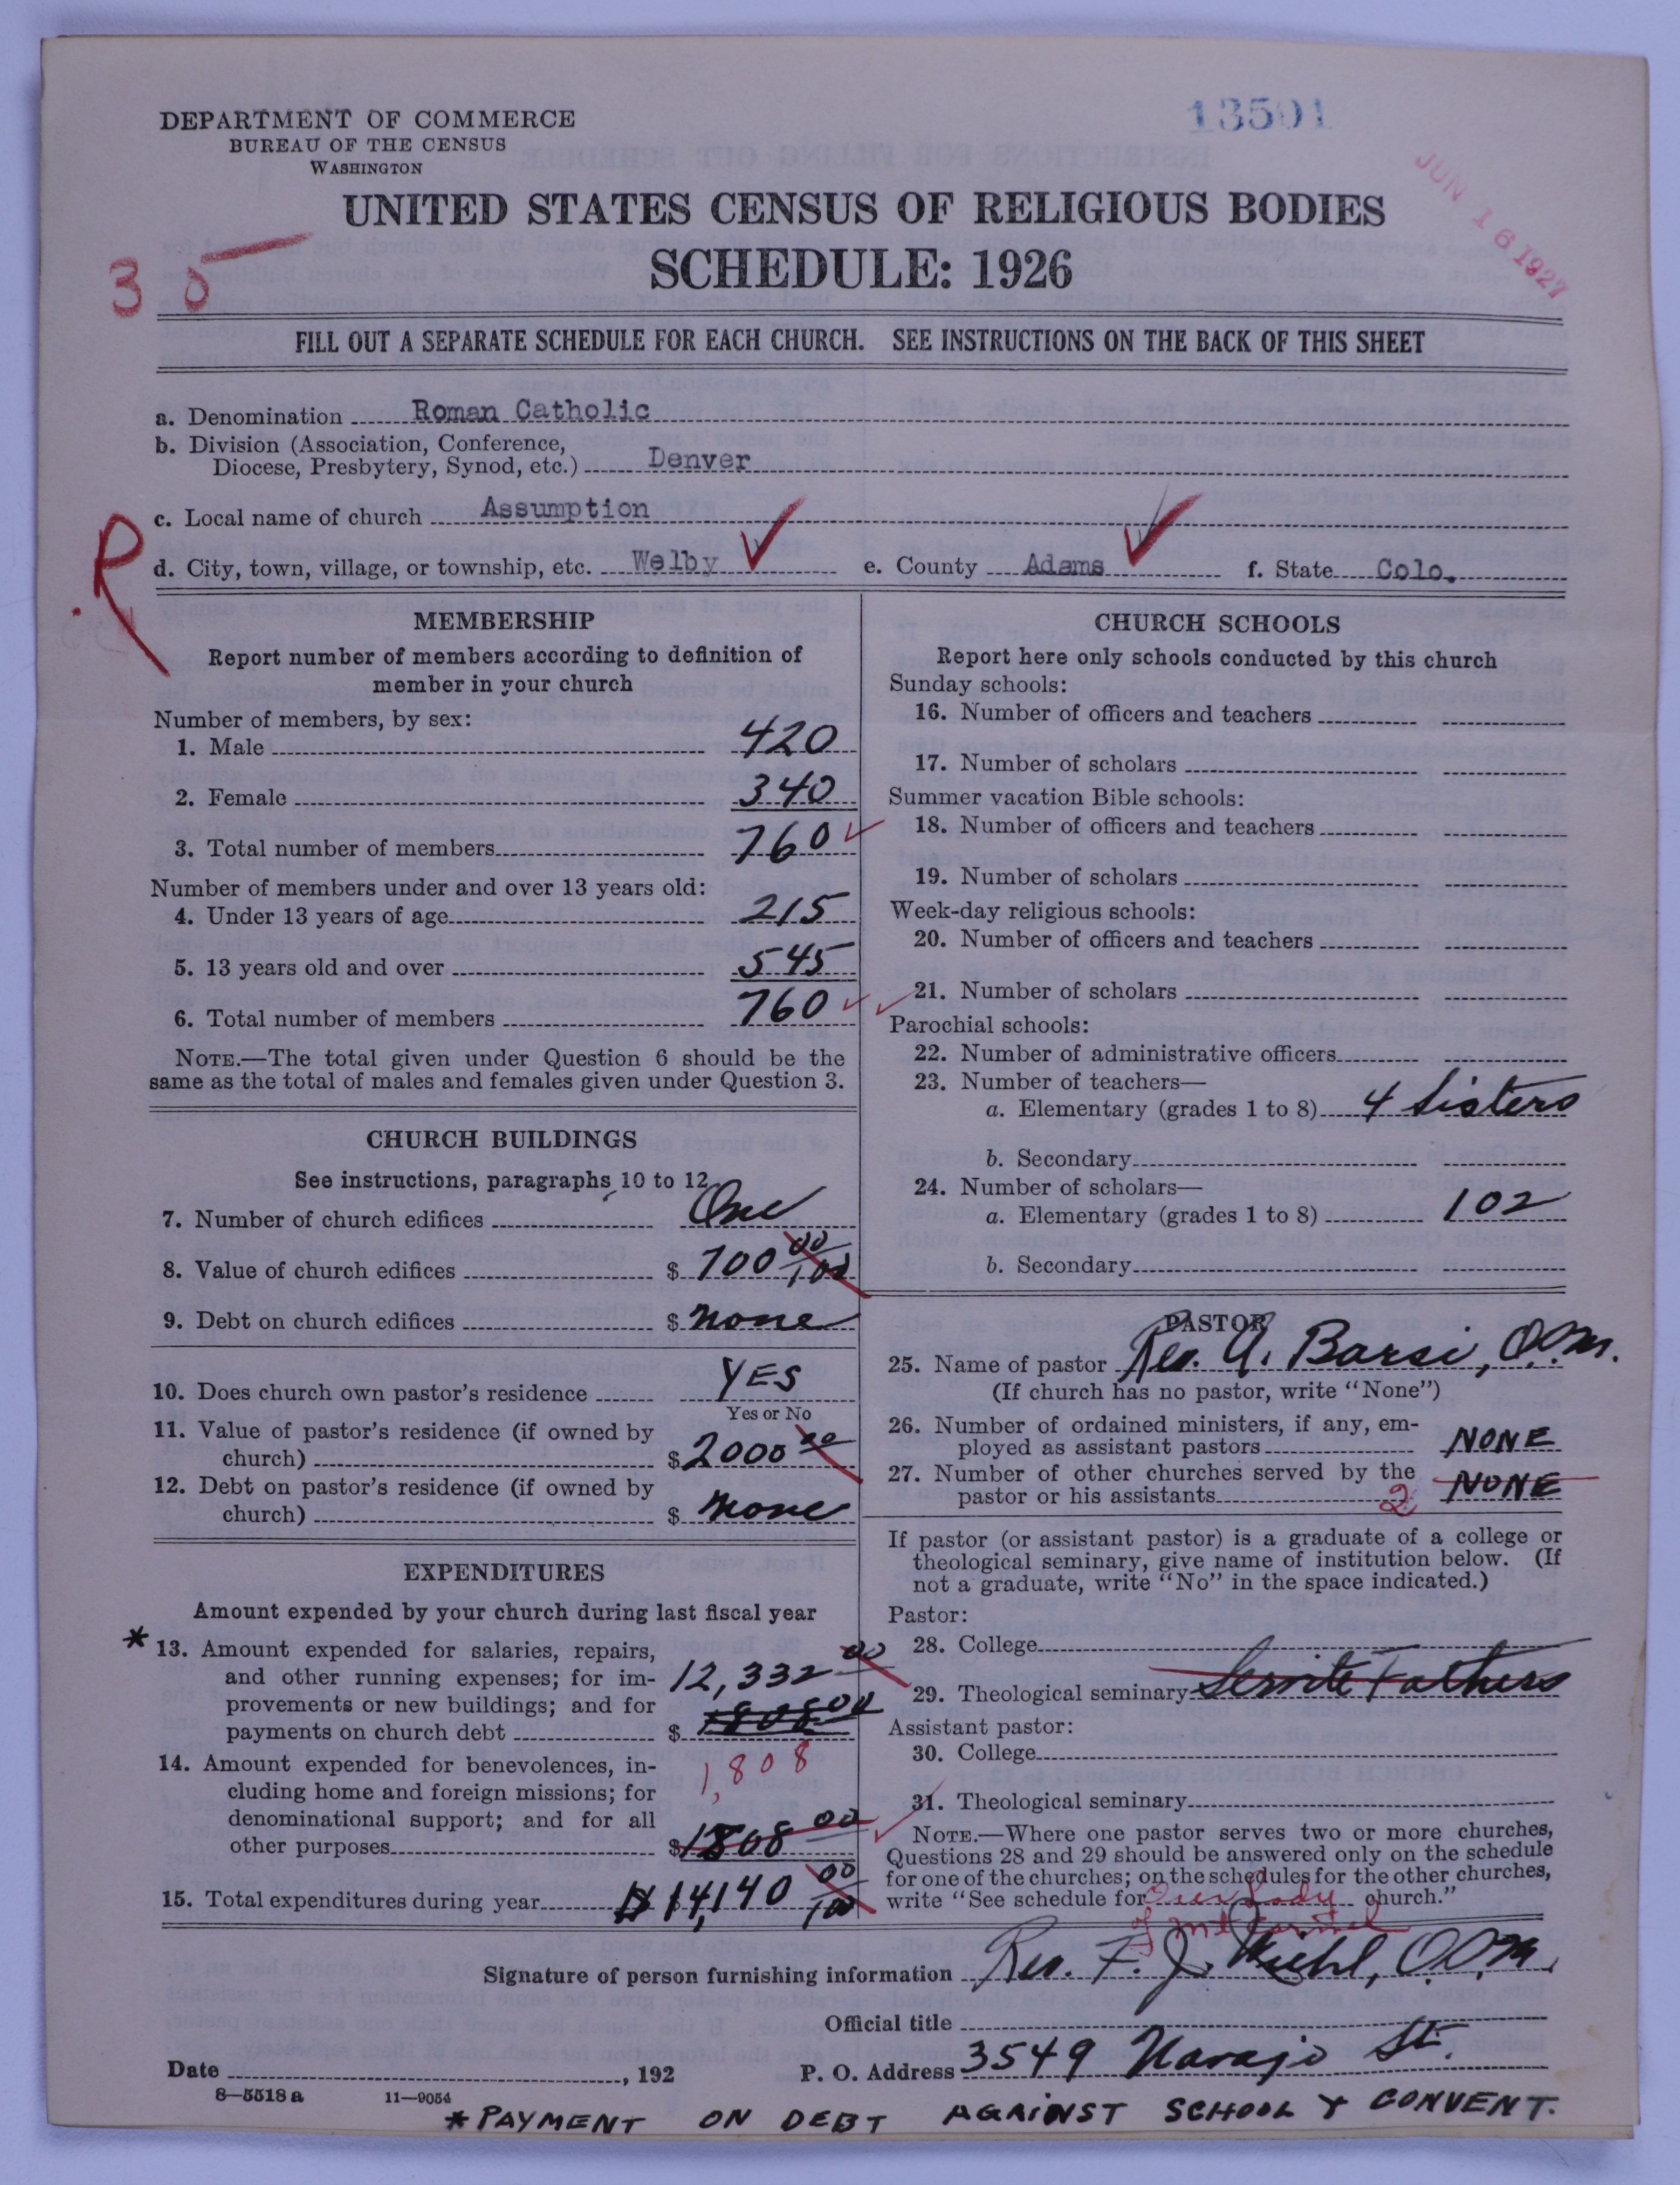 DEPARTMENT OF COMMERCE
BUREAU OF THE CENSUS
WASHINGTON
13501
JUN 16 1927
UNITED STATES CENSUS OF RELIGIOUS BODIES
SCHEDULE: 1926
35
FILL OUT A SEPARATE SCHEDULE FOR EACH CHURCH. SEE INSTRUCTIONS ON THE BACK OF THIS SHEET
a. Denomination Roman Catholic
b. Division (Association, Conference,
Diocese, Presbytery, Synod, etc.) Denver
c. Local name of church Assumption
R
d. City, town, village, or township, etc. Welby ✓ e. County Adams ✓ f. State Colo.
MEMBERSHIP
Report number of members according to definition of
member in your church
Number of members, by sex:
1. Male 420
2. Female 340
3. Total number of members 760 ✓
Number of members under and over 13 years old:
4. Under 13 years of age 215
5. 13 years old and over 545
6. Total number of members 760 ✓
NOTE.—The total given under Question 6 should be the
same as the total of males and females given under Question 3.
CHURCH BUILDINGS
See instructions, paragraphs 10 to 12
7. Number of church edifices One
8. Value of church edifices $ 700 00/100
9. Debt on church edifices $ none
10. Does church own pastor's residence YES
Yes or No
11. Value of pastor's residence (if owned by
church) $ 2000 00
12. Debt on pastor's residence (if owned by
church) $ none
EXPENDITURES
Amount expended by your church during last fiscal year
* 13. Amount expended for salaries, repairs,
and other running expenses; for im-
provements or new buildings; and for
payments on church debt $ 12,332 00
1808 00
14. Amount expended for benevolences, in-
cluding home and foreign missions; for
denominational support; and for all
other purposes $ 1808 00
1,808
15. Total expenditures during year $ 14,140 00/100
CHURCH SCHOOLS
Report here only schools conducted by this church
Sunday schools:
16. Number of officers and teachers
17. Number of scholars
Summer vacation Bible schools:
18. Number of officers and teachers
19. Number of scholars
Week-day religious schools:
20. Number of officers and teachers
✓ 21. Number of scholars
Parochial schools:
22. Number of administrative officers
23. Number of teachers—
a. Elementary (grades 1 to 8) 4 Sisters
b. Secondary
24. Number of scholars—
a. Elementary (grades 1 to 8) 102
b. Secondary
PASTOR
25. Name of pastor Rev. A. Barsi, O.S.M.
(If church has no pastor, write "None")
26. Number of ordained ministers, if any, em-
ployed as assistant pastors NONE
27. Number of other churches served by the
pastor or his assistants 2 NONE
If pastor (or assistant pastor) is a graduate of a college or
theological seminary, give name of institution below. (If
not a graduate, write "No" in the space indicated.)
Pastor:
28. College
29. Theological seminary Servite Fathers
Assistant pastor:
30. College
31. Theological seminary
✓ NOTE.—Where one pastor serves two or more churches,
Questions 28 and 29 should be answered only on the schedule
for one of the churches; on the schedules for the other churches,
write "See schedule for Our Lady church."
of Mt Carmel
Signature of person furnishing information Rev. F. J. O.S.M.
Official title
Date , 192 P. O. Address 3549 Navajo St.
8—5518 a 11—9054
* PAYMENT ON DEBT AGAINST SCHOOL & CONVENT.